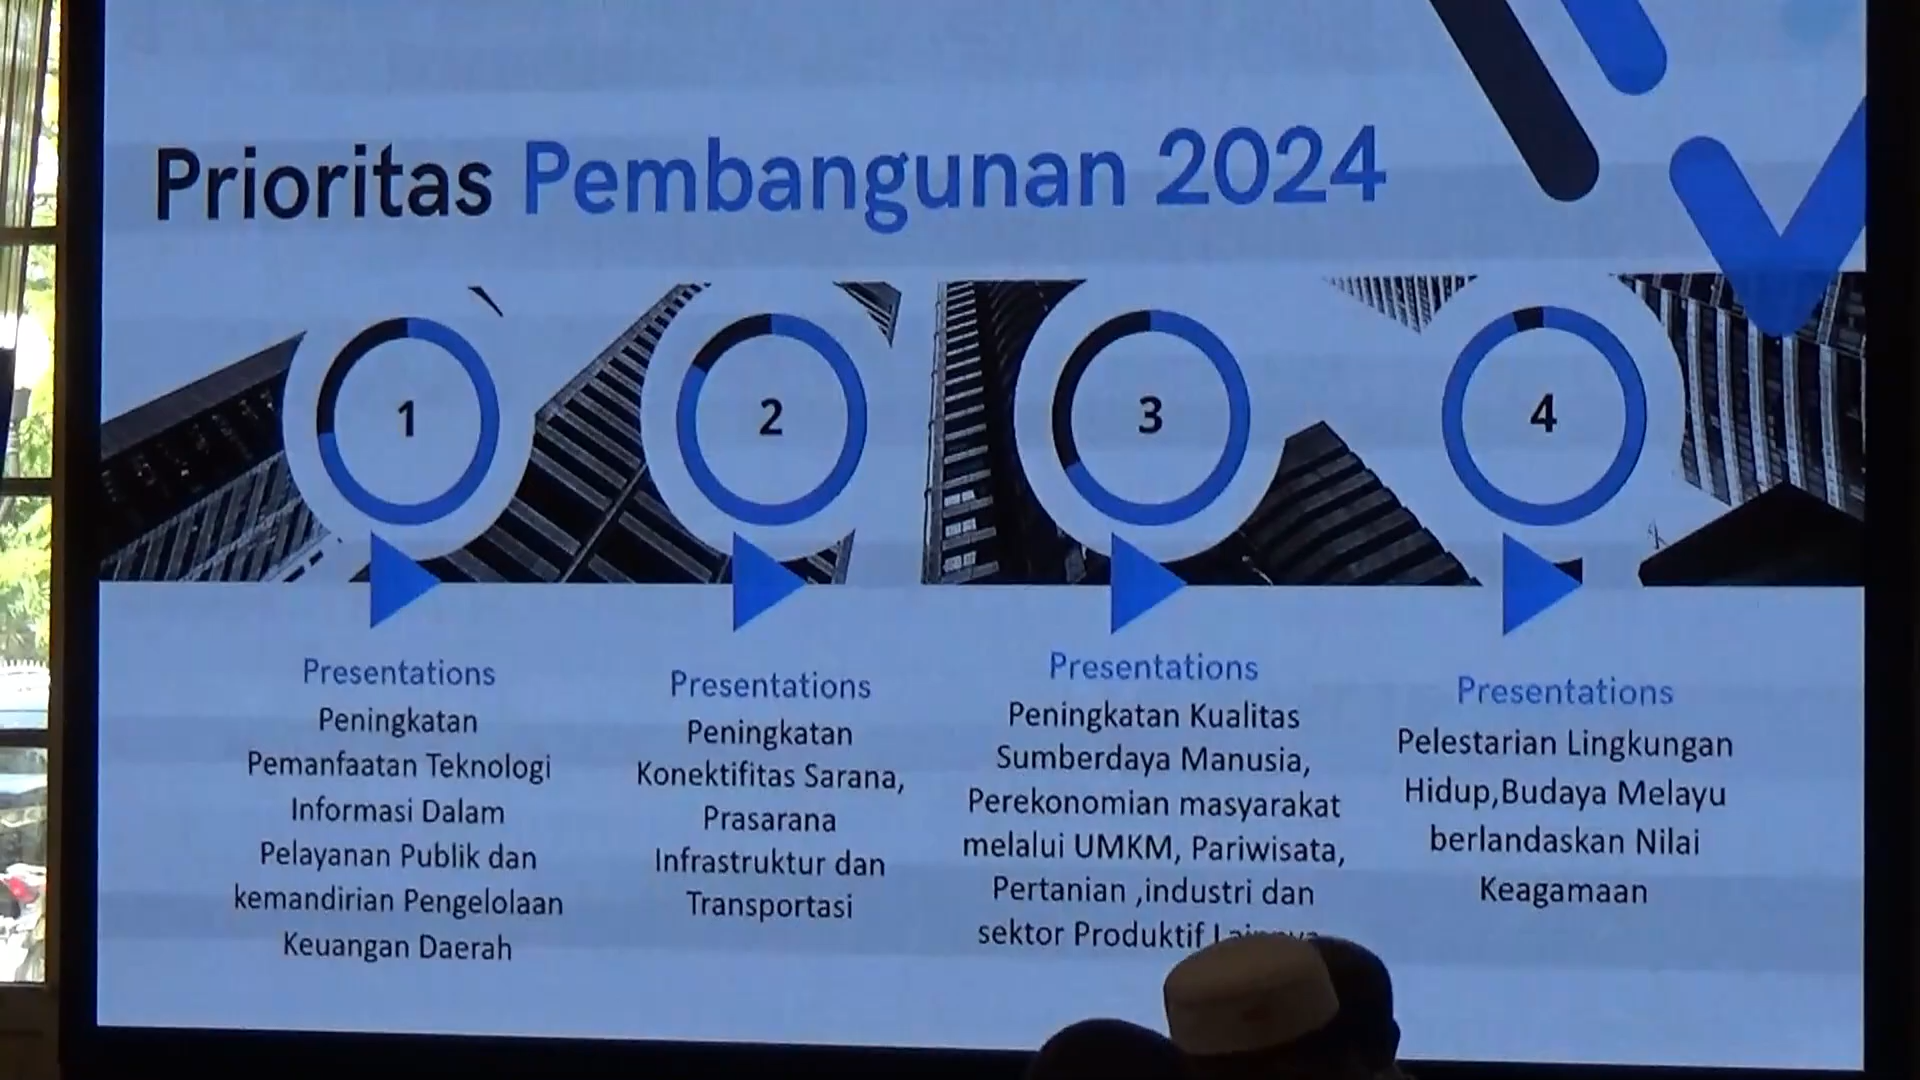 Prioritas Pembangunan 2024
1
2
3
4
Presentations
Peningkatan
Pemanfaatan Teknologi
Informasi Dalam
Pelayanan Publik dan
kemandirian Pengelolaan
Keuangan Daerah
Presentations
Peningkatan
Konektifitas Sarana,
Prasarana
Infrastruktur dan
Transportasi
Presentations
Peningkatan Kualitas
Sumberdaya Manusia,
Perekonomian masyarakat
melalui UMKM, Pariwisata,
Pertanian ,industri dan
sektor Produktif
Presentations
Pelestarian Lingkungan
Hidup,Budaya Melayu
berlandaskan Nilai
Keagamaan